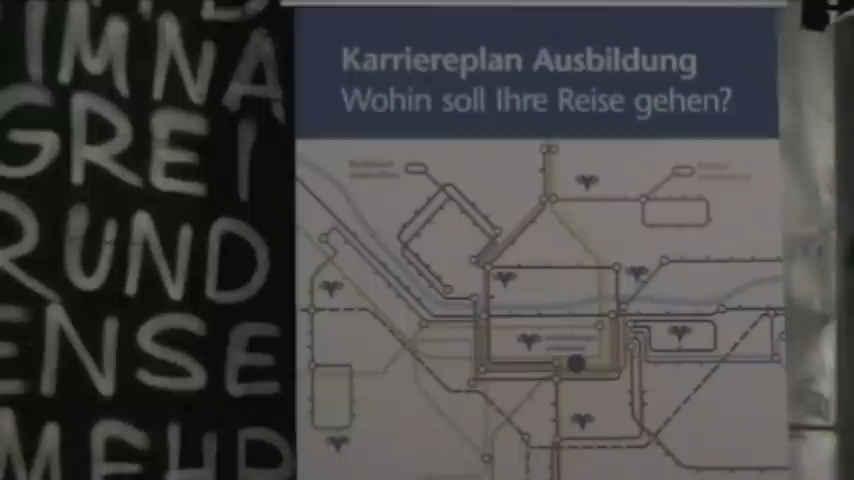 IMNA
GREI
RUND
ENSE
MEHR
Karriereplan Ausbildung
Wohin soll Ihre Reise gehen?